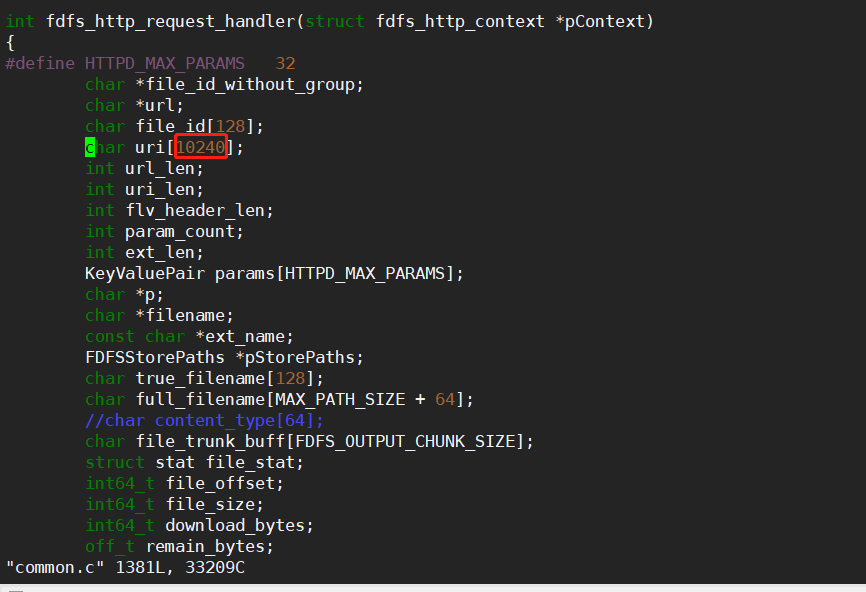 int fdfs_http_request_handler(struct fdfs_http_context *pContext)
{
#define HTTPD_MAX_PARAMS   32
        char *file_id_without_group;
        char *url;
        char file_id[128];
        char uri[10240];
        int url_len;
        int uri_len;
        int flv_header_len;
        int param_count;
        int ext_len;
        KeyValuePair params[HTTPD_MAX_PARAMS];
        char *p;
        char *filename;
        const char *ext_name;
        FDFSStorePaths *pStorePaths;
        char true_filename[128];
        char full_filename[MAX_PATH_SIZE + 64];
        //char content_type[64];
        char file_trunk_buff[FDFS_OUTPUT_CHUNK_SIZE];
        struct stat file_stat;
        int64_t file_offset;
        int64_t file_size;
        int64_t download_bytes;
        off_t remain_bytes;
"common.c" 1381L, 33209C